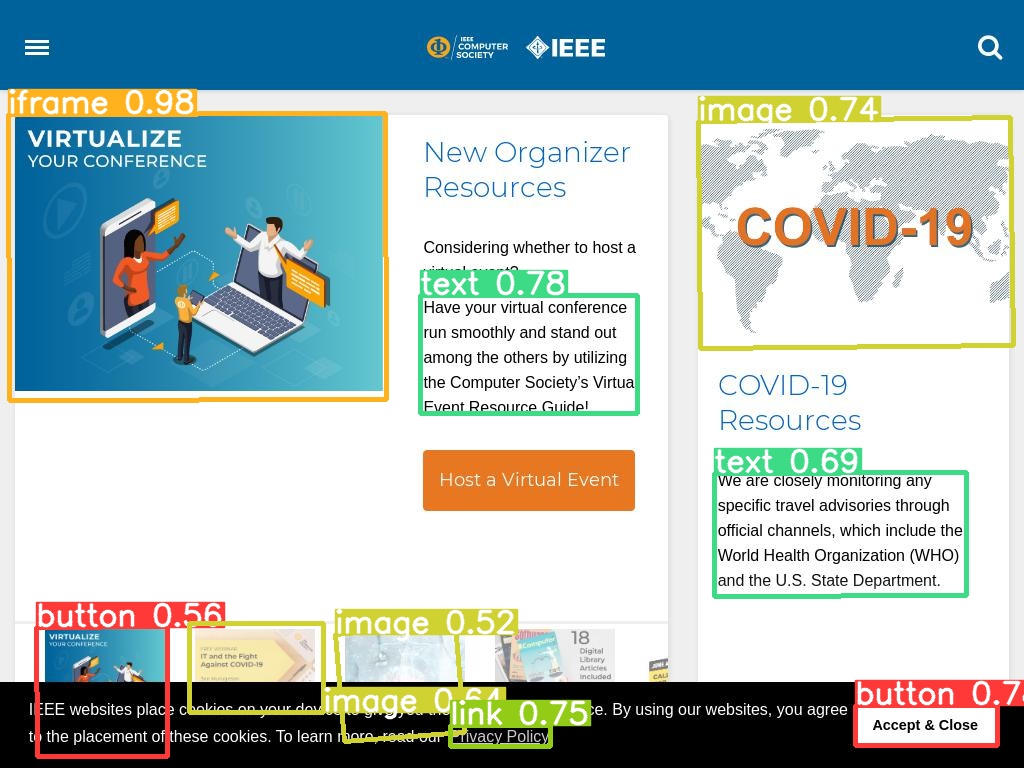 IEEE
COMPUTER
SOCIETY
IEEE
iframe 0.98
VIRTUALIZE
YOUR CONFERENCE
New Organizer
Resources
Considering whether to host a
virtual event?
text 0.78
Have your virtual conference
run smoothly and stand out
among the others by utilizing
the Computer Society's Virtua
Event Resource Guide!
Host a Virtual Event
image 0.74
COVID-19
COVID-19
Resources
text 0.69
We are closely monitoring any
specific travel advisories through
official channels, which include the
World Health Organization (WHO)
and the U.S. State Department.
button 0.56
VIRTUALIZE
YOUR CONFERENCE
FREE WEBINAR
IT and the Fight
Against COVID-19
image 0.52
Computer
18
Digital
Library
Articles
Included
image 0.64
link 0.75
button 0.7
IEEE websites place cookies on your ce. By using our websites, you agree
to the placement of these cookies. To learn more, read our Privacy Policy
Accept & Close